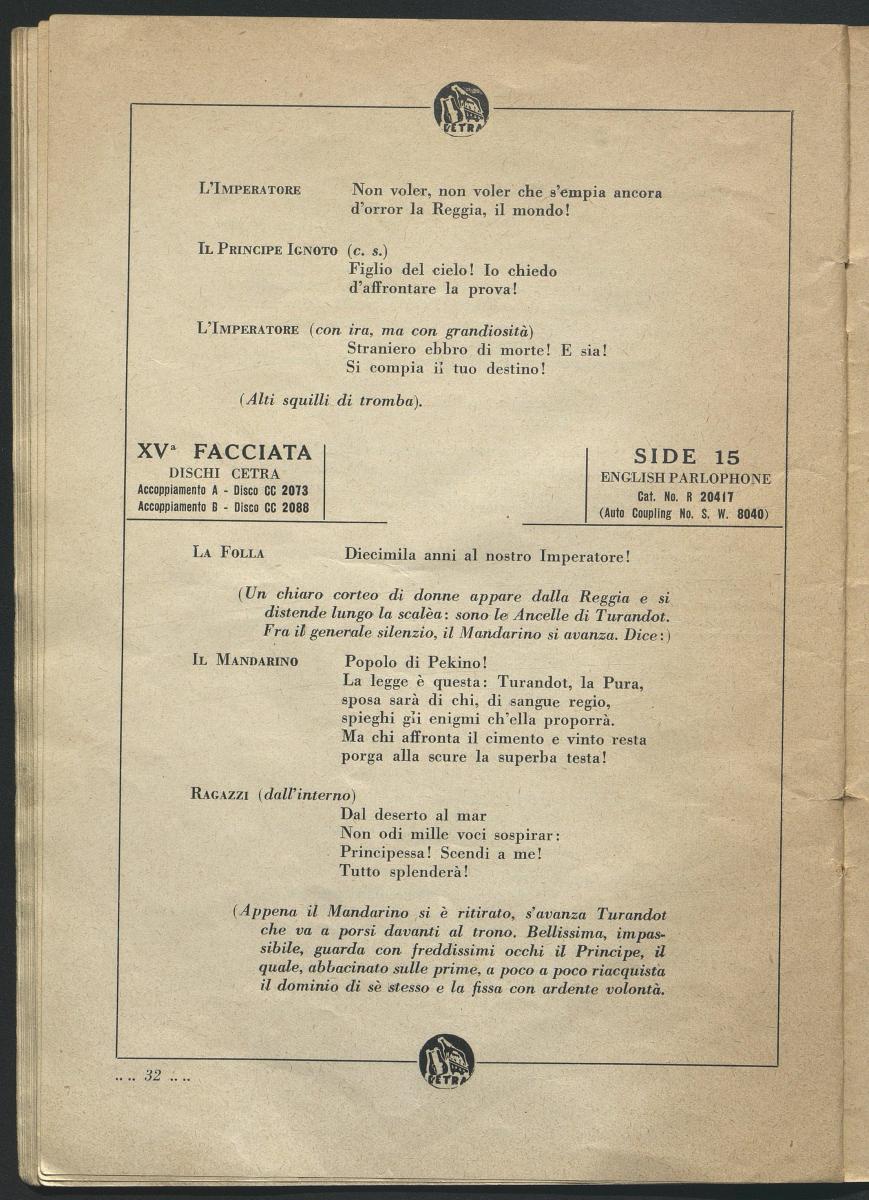 CETRA
L'IMPERATORE Non voler, non voler che s'empia ancora
d'orror la Reggia, il mondo!
IL PRINCIPE IGNOTO (c. s.)
Figlio del cielo! Io chiedo
d'affrontare la prova!
L'IMPERATORE (con ira, ma con grandiosità)
Straniero ebbro di morte! E sia!
Si compia il tuo destino!
(Alti squilli di tromba).
XVª FACCIATA
DISCHI CETRA
Accoppiamento A - Disco CC 2073
Accoppiamento B - Disco CC 2088
SIDE 15
ENGLISH PARLOPHONE
Cat. No. R 20417
(Auto Coupling No. S. W. 8040)
LA FOLLA Diecimila anni al nostro Imperatore!
(Un chiaro corteo di donne appare dalla Reggia e si
distende lungo la scalèa: sono le Ancelle di Turandot.
Fra il generale silenzio, il Mandarino si avanza. Dice:)
IL MANDARINO Popolo di Pekino!
La legge è questa: Turandot, la Pura,
sposa sarà di chi, di sangue regio,
spieghi gli enigmi ch'ella proporrà.
Ma chi affronta il cimento e vinto resta
porga alla scure la superba testa!
RAGAZZI (dall'interno)
Dal deserto al mar
Non odi mille voci sospirar:
Principessa! Scendi a me!
Tutto splenderà!
(Appena il Mandarino si è ritirato, s'avanza Turandot
che va a porsi davanti al trono. Bellissima, impas-
sibile, guarda con freddissimi occhi il Principe, il
quale, abbacinato sulle prime, a poco a poco riacquista
il dominio di sè stesso e la fissa con ardente volontà.
CETRA
.. .. 32 .. ..